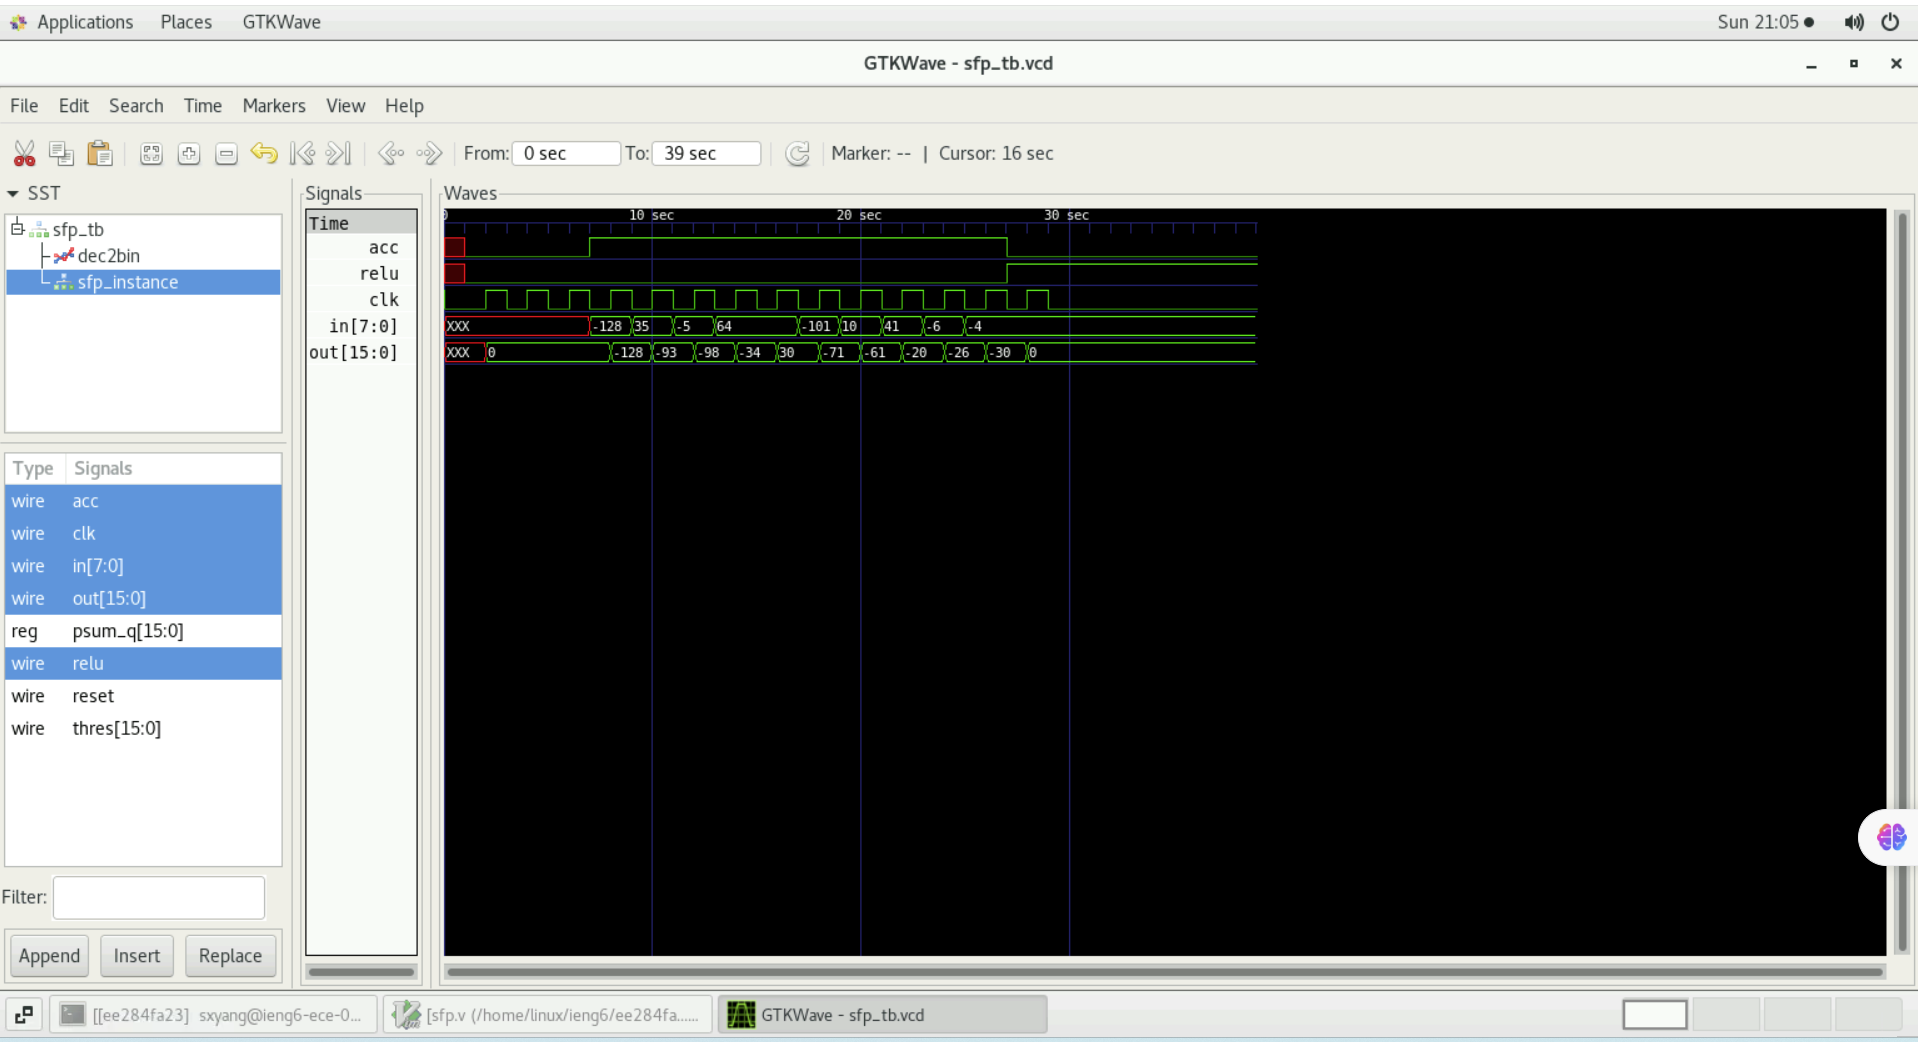 Applications Places GTKWave Sun 21:05
GTKWave - sfp_tb.vcd
File Edit Search Time Markers View Help
From: 0 sec To: 39 sec Marker: -- | Cursor: 16 sec
SST
sfp_tb
dec2bin
sfp_instance
Type Signals
wire acc
wire clk
wire in[7:0]
wire out[15:0]
reg psum_q[15:0]
wire relu
wire reset
wire thres[15:0]
Filter:
Append Insert Replace
Signals
Time
acc
relu
clk
in[7:0]
out[15:0]
Waves
0 10 sec 20 sec 30 sec
XXX -128 35 -5 64 -101 10 41 -6 -4
XXX 0 -128 -93 -98 -34 30 -71 -61 -20 -26 -30 0
[[ee284fa23] sxyang@ieng6-ece-0... [sfp.v (/home/linux/ieng6/ee284fa...... GTKWave - sfp_tb.vcd